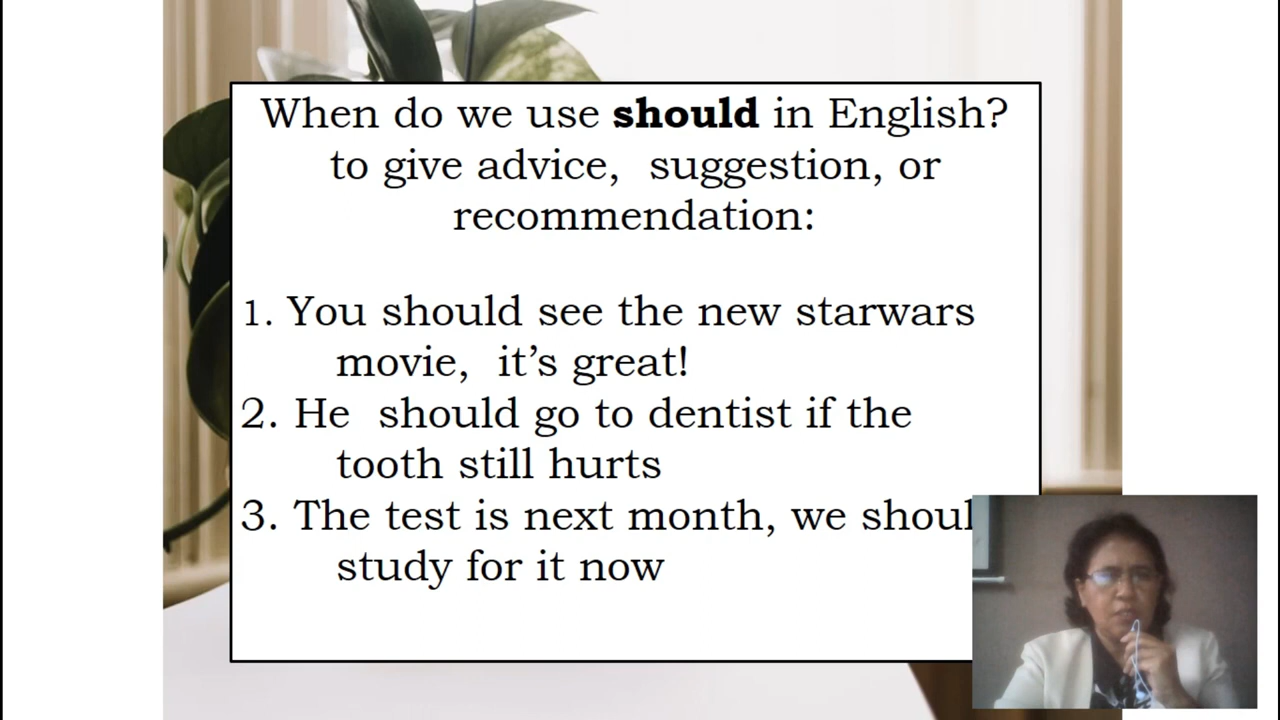 When do we use should in English?
to give advice, suggestion, or
recommendation:
1. You should see the new starwars
movie, it's great!
2. He should go to dentist if the
tooth still hurts
3. The test is next month, we shoul
study for it now